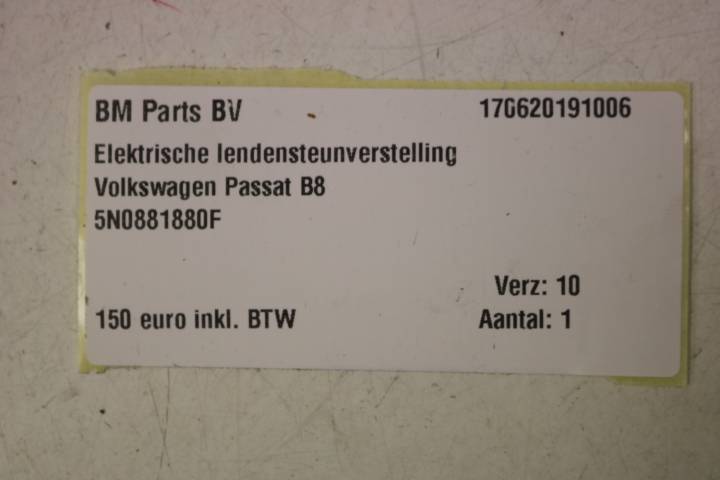 BM Parts BV 170620191006
Elektrische lendensteunverstelling
Volkswagen Passat B8
5N0881880F
Verz: 10
150 euro inkl. BTW Aantal: 1